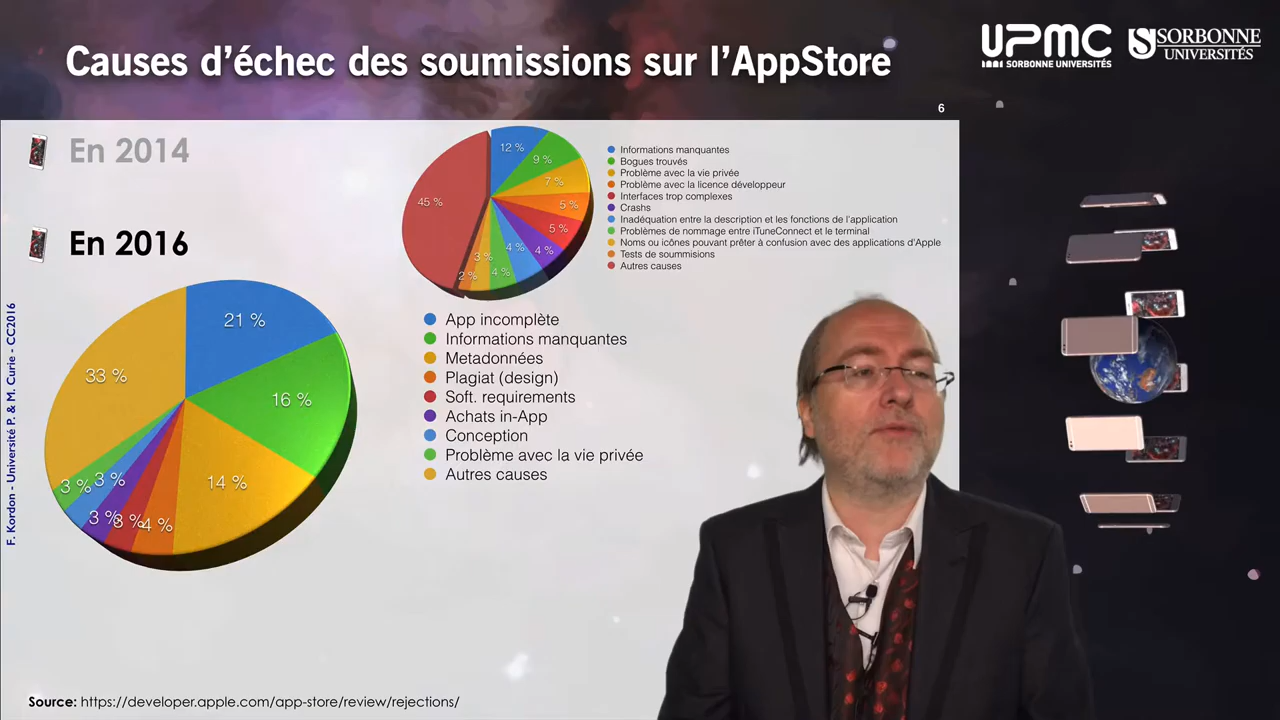 Causes d'échec des soumissions sur l'AppStore
UPMC
SORBONNE UNIVERSITÉS
SORBONNE
UNIVERSITÉS
6
En 2014
12 %
9 %
7 %
5 %
5 %
4 %
4 %
4 %
3 %
2 %
45 %
Informations manquantes
Bogues trouvés
Problème avec la vie privée
Problème avec la licence développeur
Interfaces trop complexes
Crashs
Inadéquation entre la description et les fonctions de l'application
Problèmes de nommage entre iTuneConnect et le terminal
Noms ou icônes pouvant prêter à confusion avec des applications d'Apple
Tests de soummisions
Autres causes
En 2016
21 %
16 %
14 %
4 %
3 %
3 %
3 %
3 %
33 %
App incomplète
Informations manquantes
Metadonnées
Plagiat (design)
Soft. requirements
Achats in-App
Conception
Problème avec la vie privée
Autres causes
F. Kordon - Université P. & M. Curie - CC2016
Source: https://developer.apple.com/app-store/review/rejections/